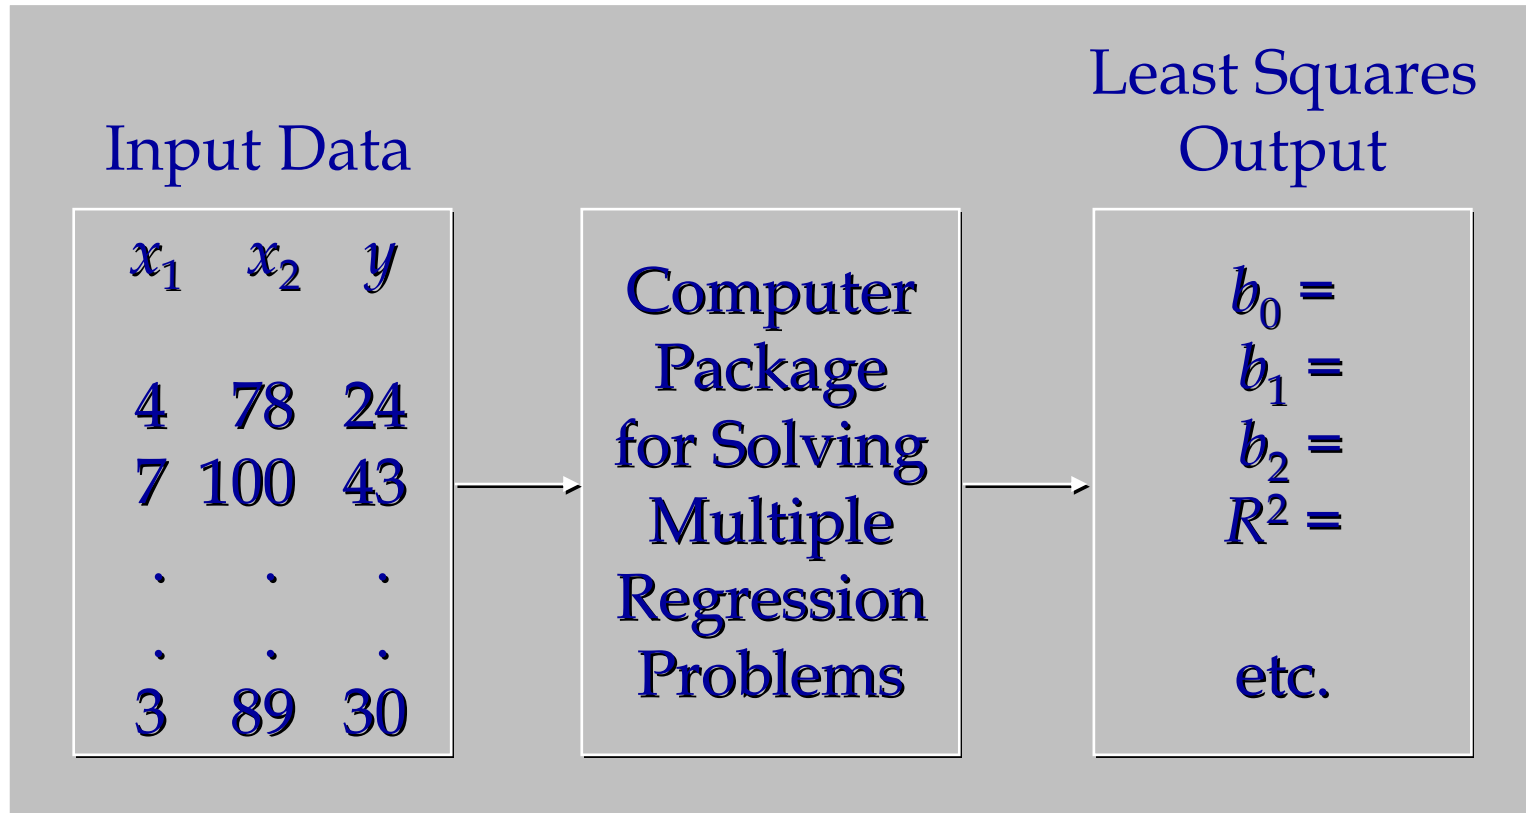 Input Data
x₁ x₂ y
4 78 24
7 100 43
. . .
. . .
3 89 30
Computer
Package
for Solving
Multiple
Regression
Problems
Least Squares
Output
b₀ =
b₁ =
b₂ =
R² =
etc.